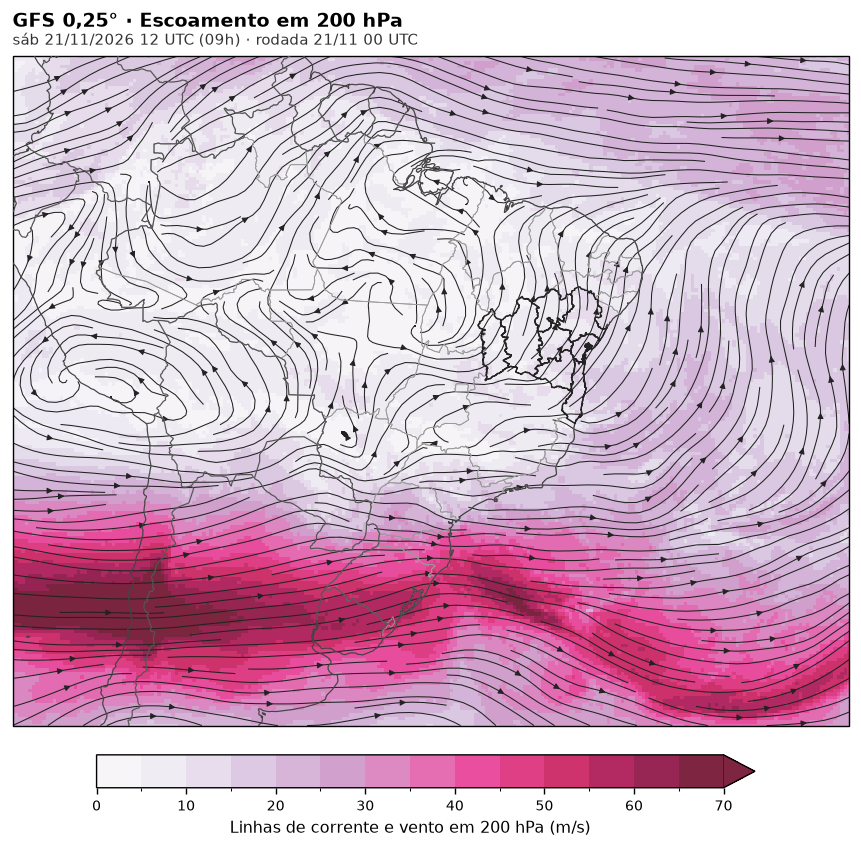 GFS 0,25° · Escoamento em 200 hPa
sáb 21/11/2026 12 UTC (09h) · rodada 21/11 00 UTC
0 10 20 30 40 50 60 70
Linhas de corrente e vento em 200 hPa (m/s)